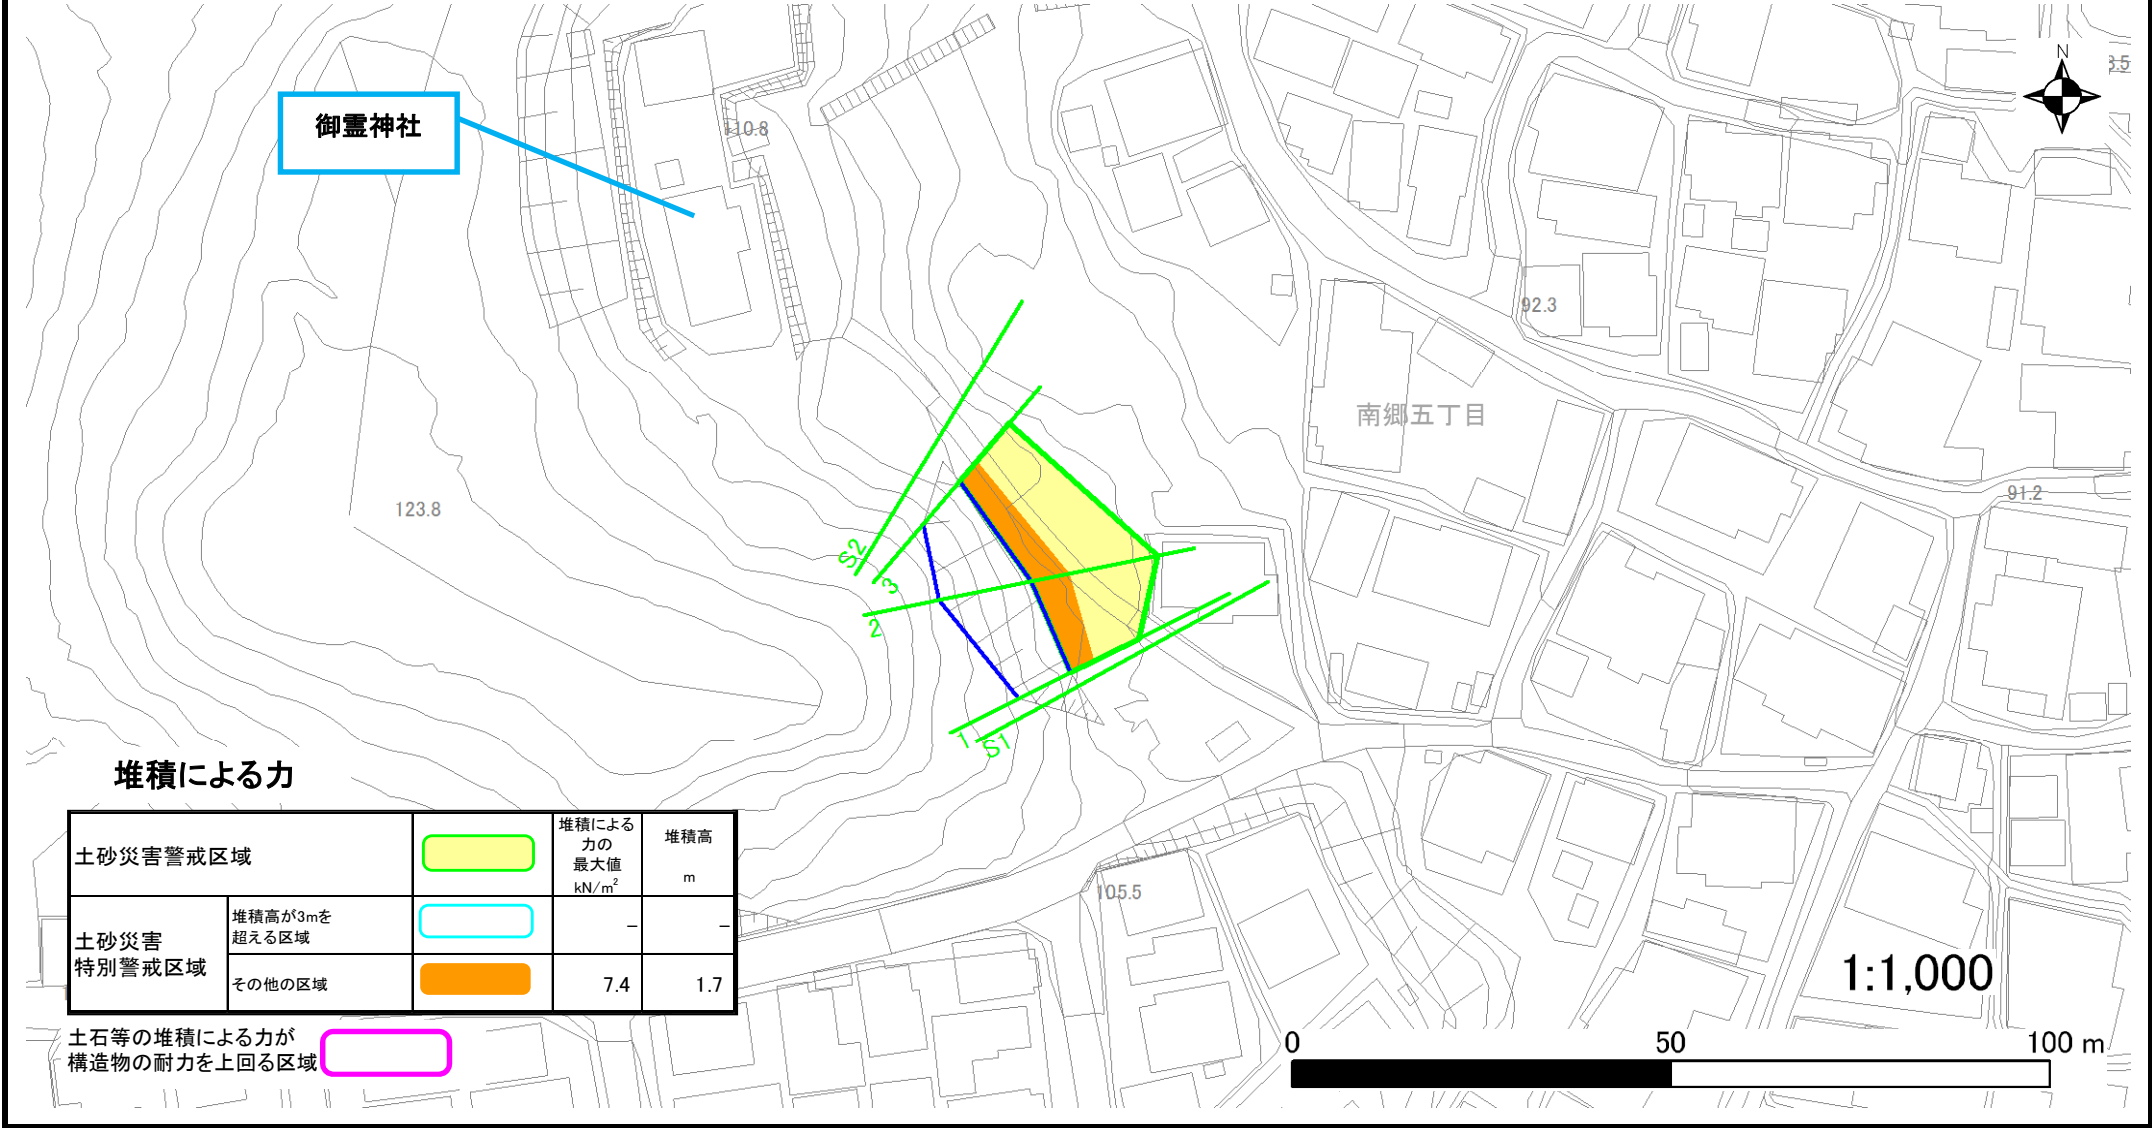 N
御霊神社
110.8
3.5
92.3
南郷五丁目
123.8
91.2
S2
3
2
1
S1
105.5
堆積による力
土砂災害警戒区域
堆積による
力の
最大値
kN/m²
堆積高
m
土砂災害
特別警戒区域
堆積高が3mを
超える区域
-
-
その他の区域
7.4
1.7
土石等の堆積による力が
構造物の耐力を上回る区域
1:1,000
0
50
100 m